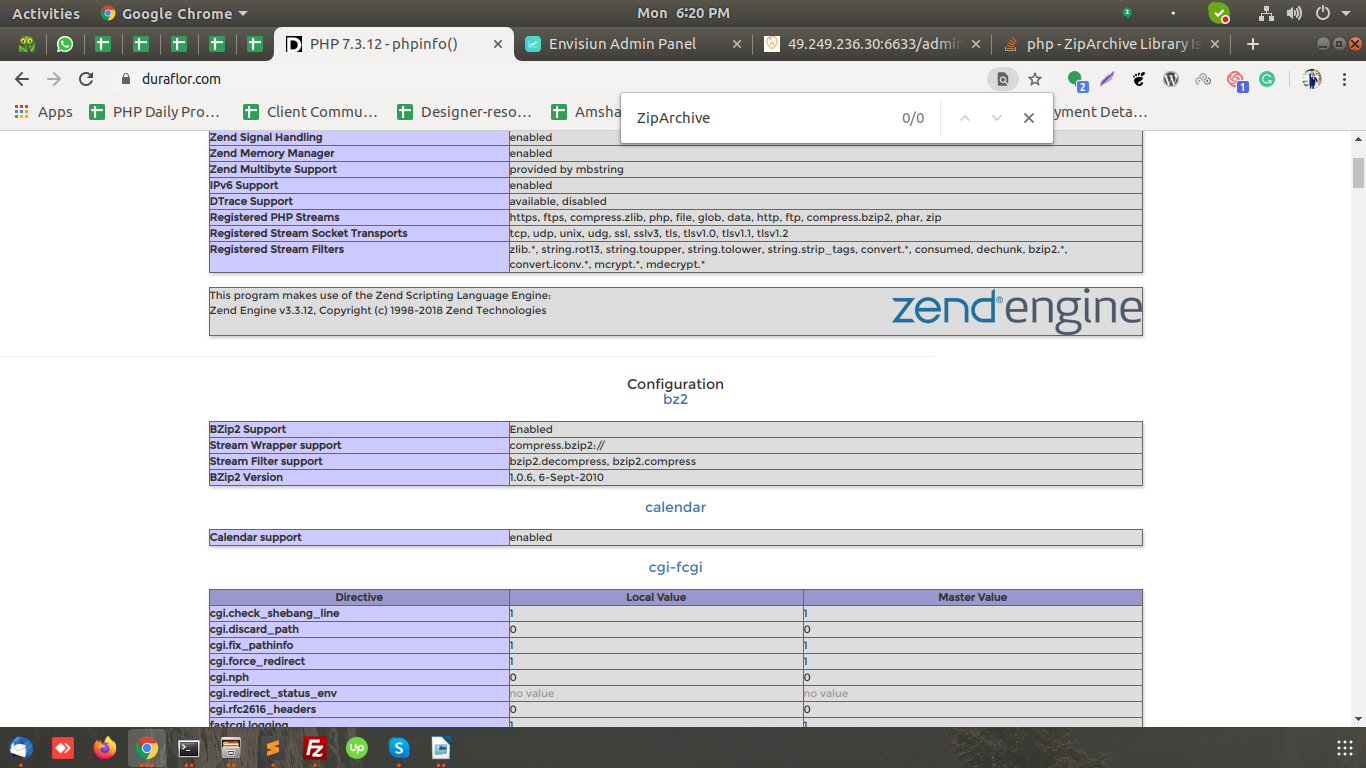 Activities Google Chrome Mon 6:20 PM 2
PHP 7.3.12 - phpinfo() Envisiun Admin Panel 49.249.236.30:6633/admin php - ZipArchive Library Is
duraflor.com 2 1
Apps PHP Daily Pro... Client Commu... Designer-reso... Amsha yment Deta...
ZipArchive 0/0
Zend Signal Handling enabled
Zend Memory Manager enabled
Zend Multibyte Support provided by mbstring
IPv6 Support enabled
DTrace Support available, disabled
Registered PHP Streams https, ftps, compress.zlib, php, file, glob, data, http, ftp, compress.bzip2, phar, zip
Registered Stream Socket Transports tcp, udp, unix, udg, ssl, sslv3, tls, tlsv1.0, tlsv1.1, tlsv1.2
Registered Stream Filters zlib.*, string.rot13, string.toupper, string.tolower, string.strip_tags, convert.*, consumed, dechunk, bzip2.*,
convert.iconv.*, mcrypt.*, mdecrypt.*
This program makes use of the Zend Scripting Language Engine:
Zend Engine v3.3.12, Copyright (c) 1998-2018 Zend Technologies
zend® engine
Configuration
bz2
BZip2 Support Enabled
Stream Wrapper support compress.bzip2://
Stream Filter support bzip2.decompress, bzip2.compress
BZip2 Version 1.0.6, 6-Sept-2010
calendar
Calendar support enabled
cgi-fcgi
Directive Local Value Master Value
cgi.check_shebang_line 1 1
cgi.discard_path 0 0
cgi.fix_pathinfo 1 1
cgi.force_redirect 1 1
cgi.nph 0 0
cgi.redirect_status_env no value no value
cgi.rfc2616_headers 0 0
fastcgi.logging 1 1